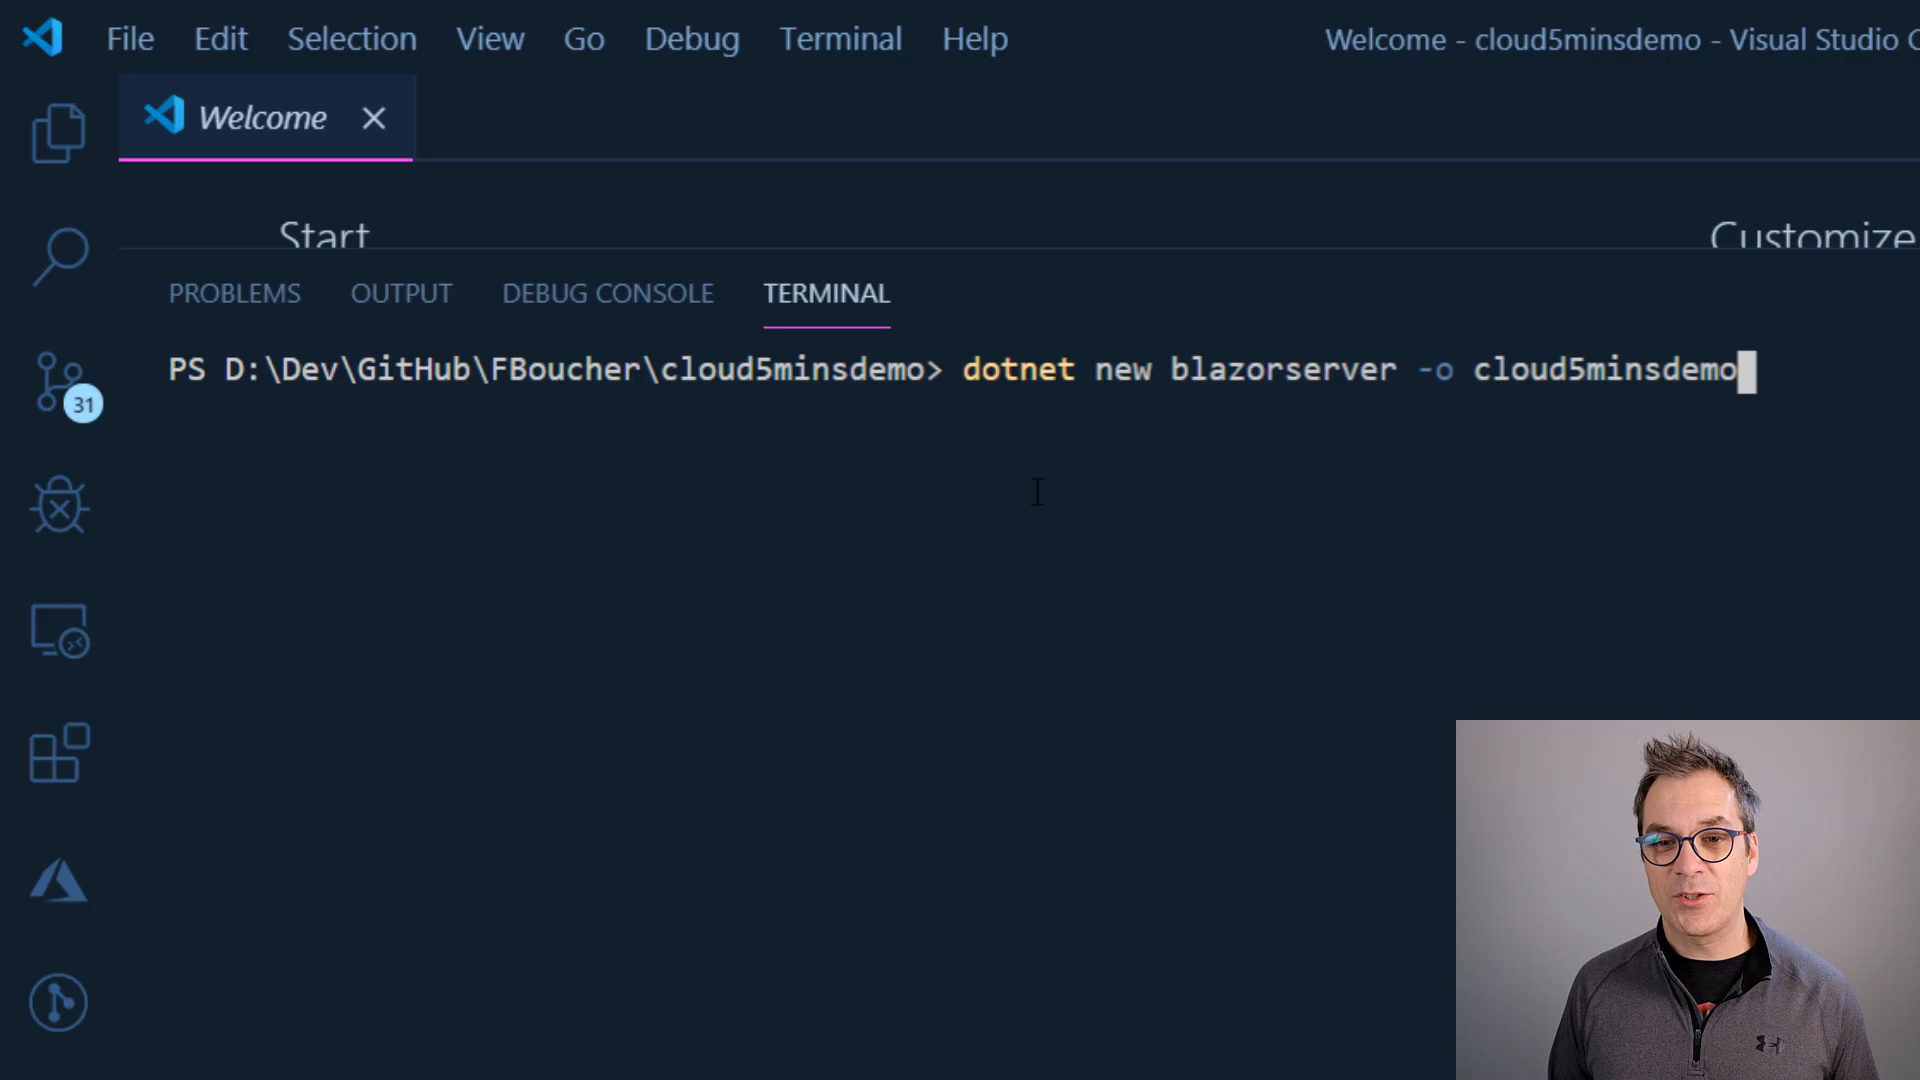 File Edit Selection View Go Debug Terminal Help
Welcome - cloud5minsdemo - Visual Studio
Welcome
Start
Customize
PROBLEMS OUTPUT DEBUG CONSOLE TERMINAL
PS D:\Dev\GitHub\FBoucher\cloud5minsdemo> dotnet new blazorserver -o cloud5minsdemo
31